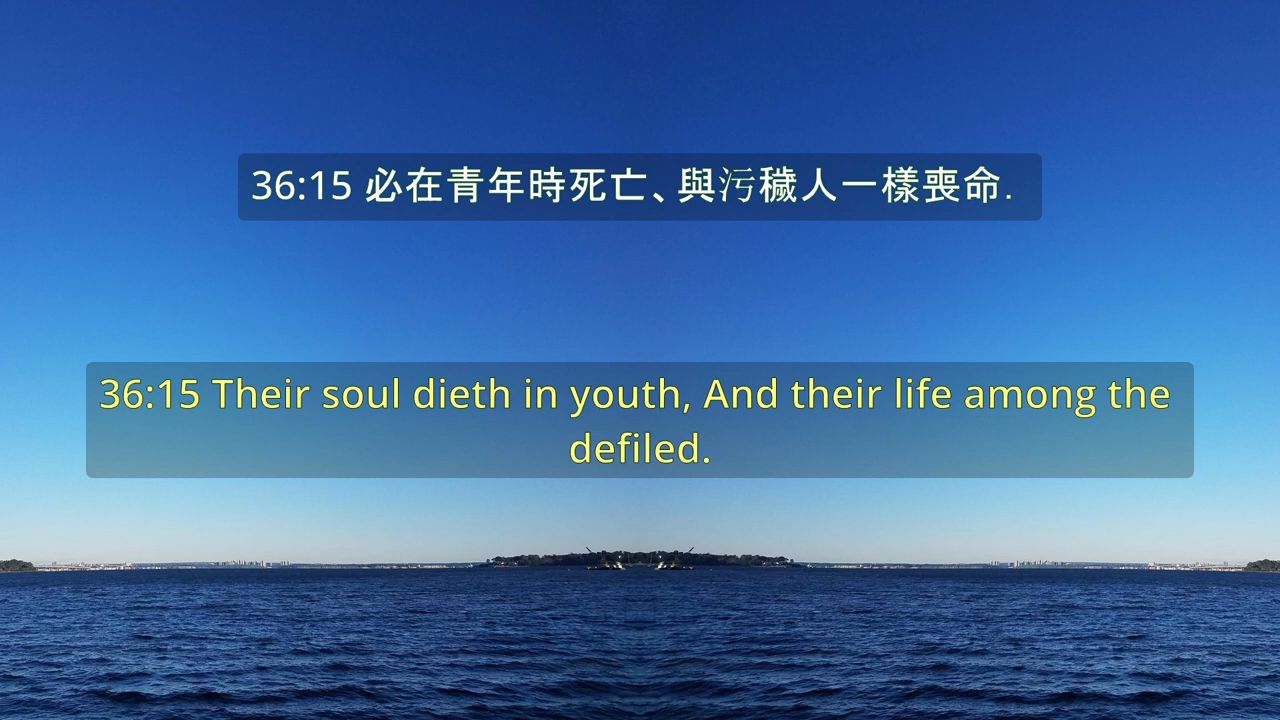 36:15 必在青年時死亡、與污穢人一樣喪命.
36:15 Their soul dieth in youth, And their life among the
defiled.